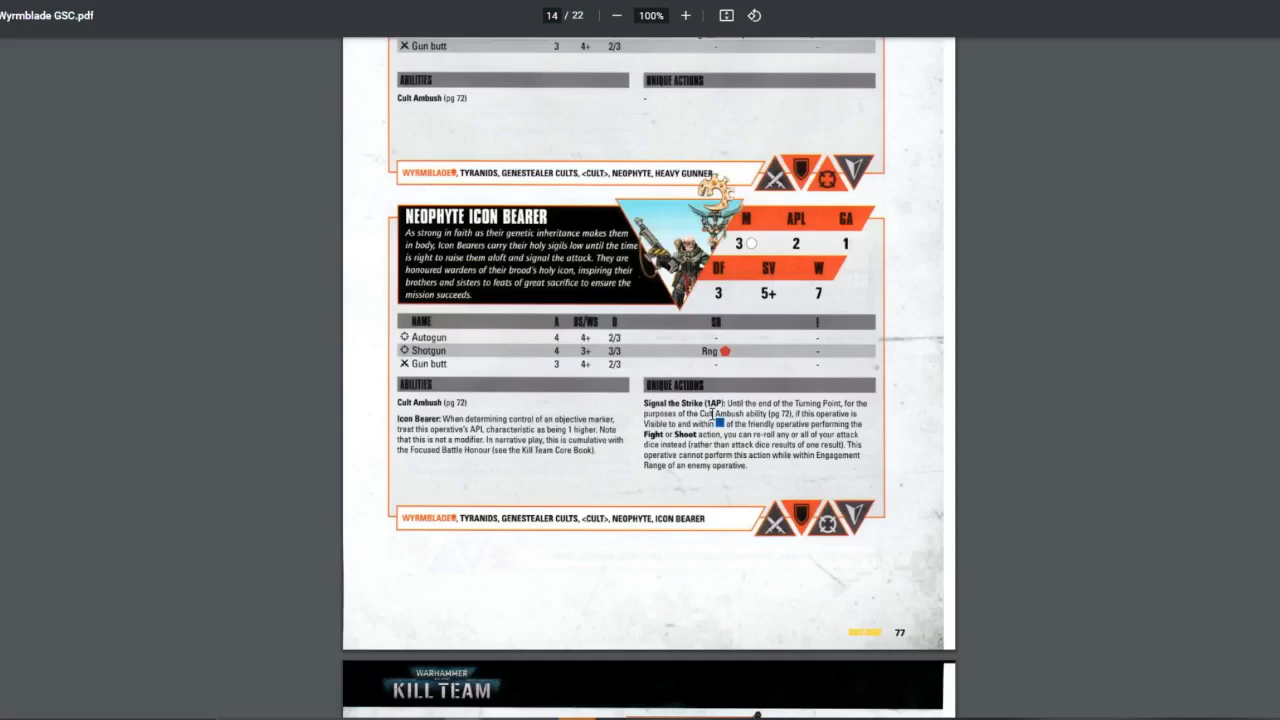 Wyrmblade GSC.pdf
14 / 22
100%
Gun butt 3 4+ 2/3 - -
ABILITIES
UNIQUE ACTIONS
Cult Ambush (pg 72)
-
WYRMBLADE, TYRANIDS, GENESTEALER CULTS, <CULT>, NEOPHYTE, HEAVY GUNNER
NEOPHYTE ICON BEARER
As strong in faith as their genetic inheritance makes them
in body, Icon Bearers carry their holy sigils low until the time
is right to raise them aloft and signal the attack. They are
honoured wardens of their brood's holy icon, inspiring their
brothers and sisters to feats of great sacrifice to ensure the
mission succeeds.
M APL GA
3 2 1
DF SV W
3 5+ 7
NAME A BS/WS D SR !
Autogun 4 4+ 2/3 - -
Shotgun 4 3+ 3/3 Rng -
Gun butt 3 4+ 2/3 - -
ABILITIES
Cult Ambush (pg 72)
Icon Bearer: When determining control of an objective marker,
treat this operative's APL characteristic as being 1 higher. Note
that this is not a modifier. In narrative play, this is cumulative with
the Focused Battle Honour (see the Kill Team Core Book).
UNIQUE ACTIONS
Signal the Strike (1AP): Until the end of the Turning Point, for the
purposes of the Cult Ambush ability (pg 72), if this operative is
Visible to and within of the friendly operative performing the
Fight or Shoot action, you can re-roll any or all of your attack
dice instead (rather than attack dice results of one result). This
operative cannot perform this action while within Engagement
Range of an enemy operative.
WYRMBLADE, TYRANIDS, GENESTEALER CULTS, <CULT>, NEOPHYTE, ICON BEARER
77
WARHAMMER
KILL TEAM